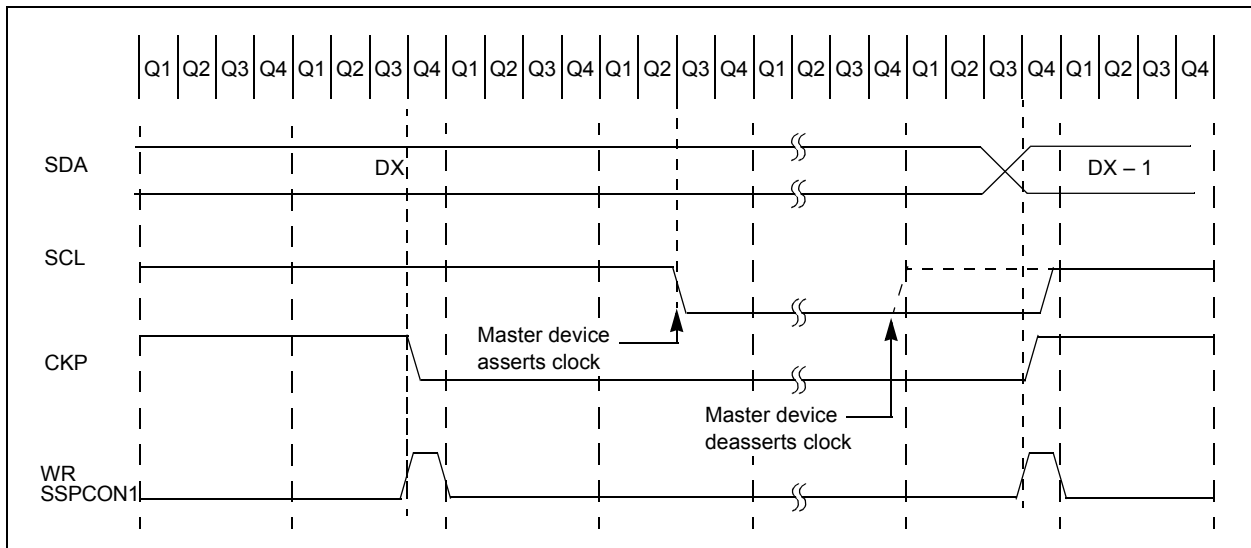 Q1 Q2 Q3 Q4 Q1 Q2 Q3 Q4 Q1 Q2 Q3 Q4 Q1 Q2 Q3 Q4 Q1 Q2 Q3 Q4 Q1 Q2 Q3 Q4 Q1 Q2 Q3 Q4
SDA
DX
DX – 1
SCL
Master device
asserts clock
CKP
Master device
deasserts clock
WR
SSPCON1